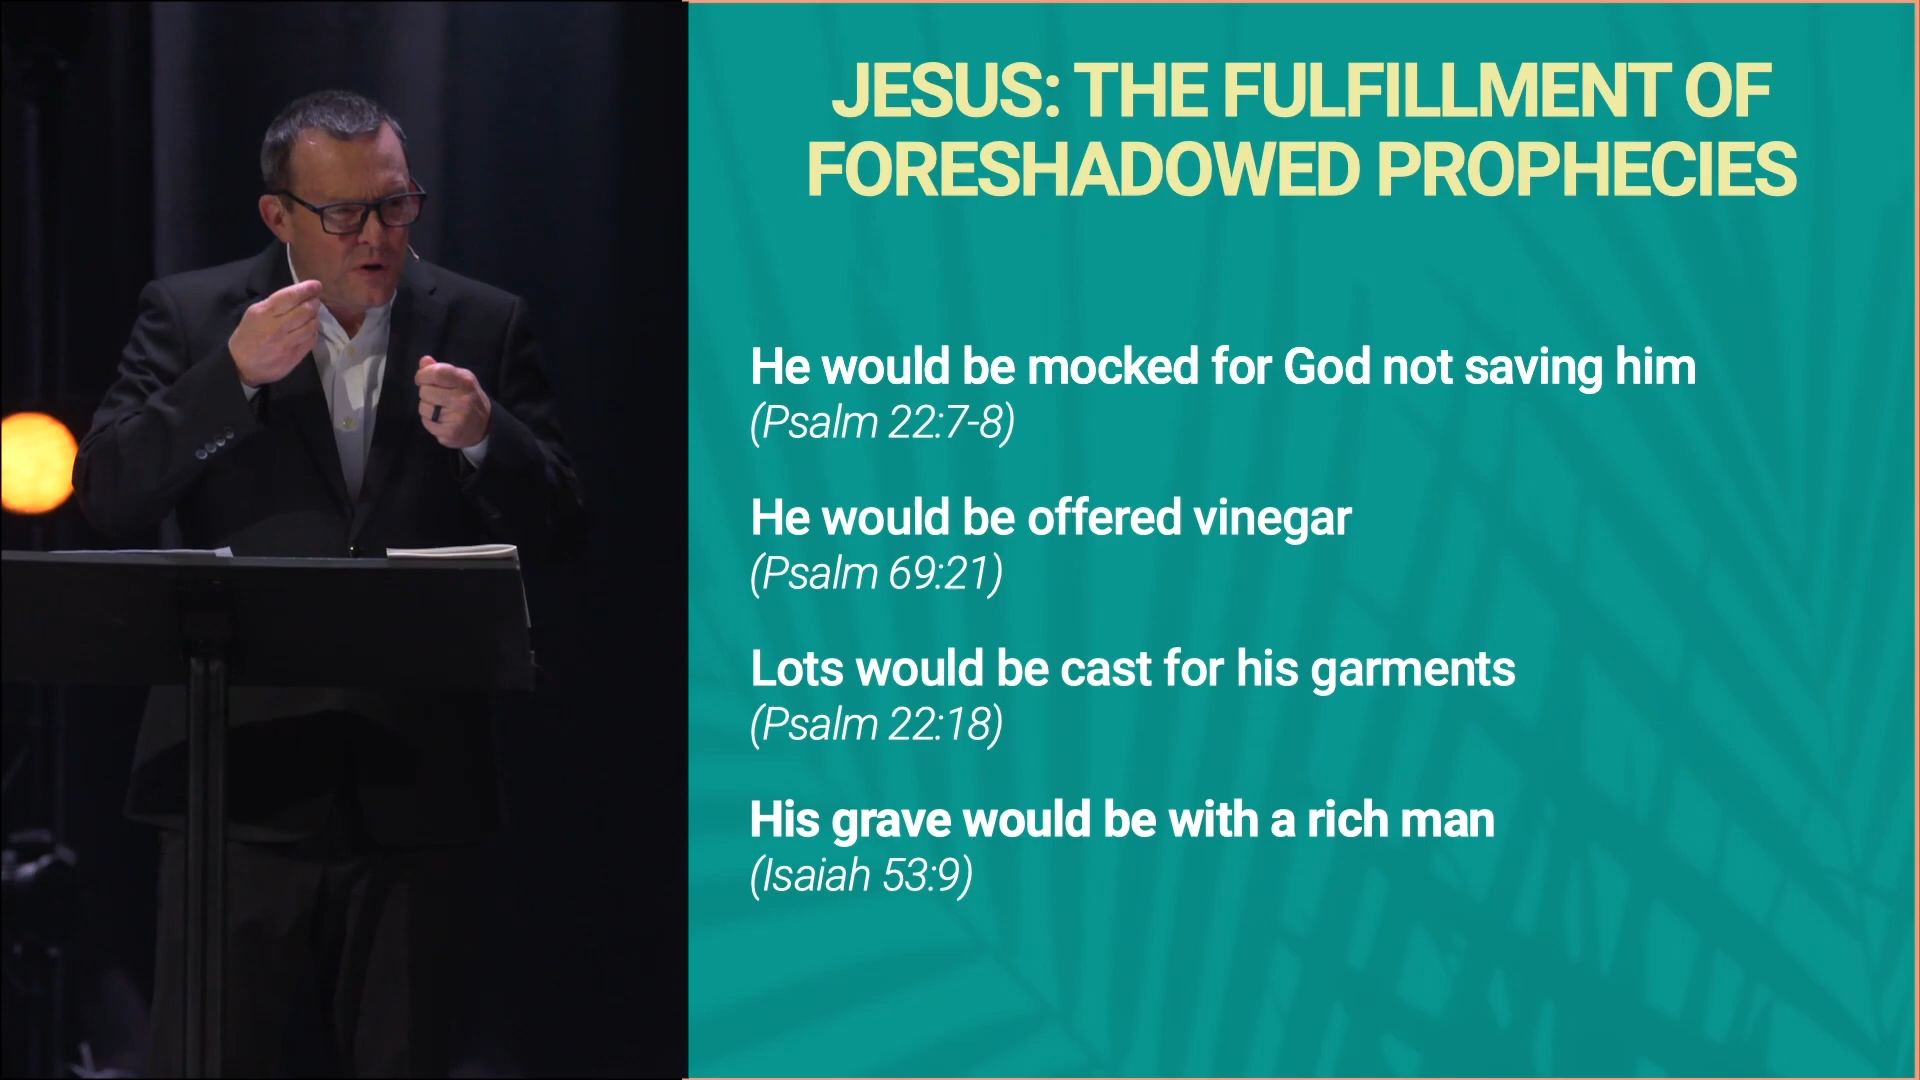 JESUS: THE FULFILLMENT OF
FORESHADOWED PROPHECIES
He would be mocked for God not saving him
(Psalm 22:7-8)
He would be offered vinegar
(Psalm 69:21)
Lots would be cast for his garments
(Psalm 22:18)
His grave would be with a rich man
(Isaiah 53:9)